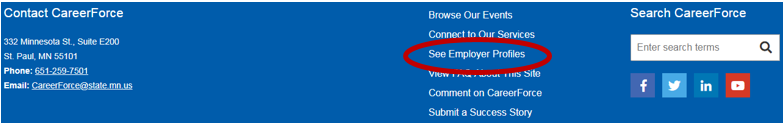 Contact CareerForce
332 Minnesota St., Suite E200
St. Paul, MN 55101
Phone: 651-259-7501
Email: CareerForce@state.mn.us
Browse Our Events
Connect to Our Services
See Employer Profiles
View FAQ About This Site
Comment on CareerForce
Submit a Success Story
Search CareerForce
Enter search terms